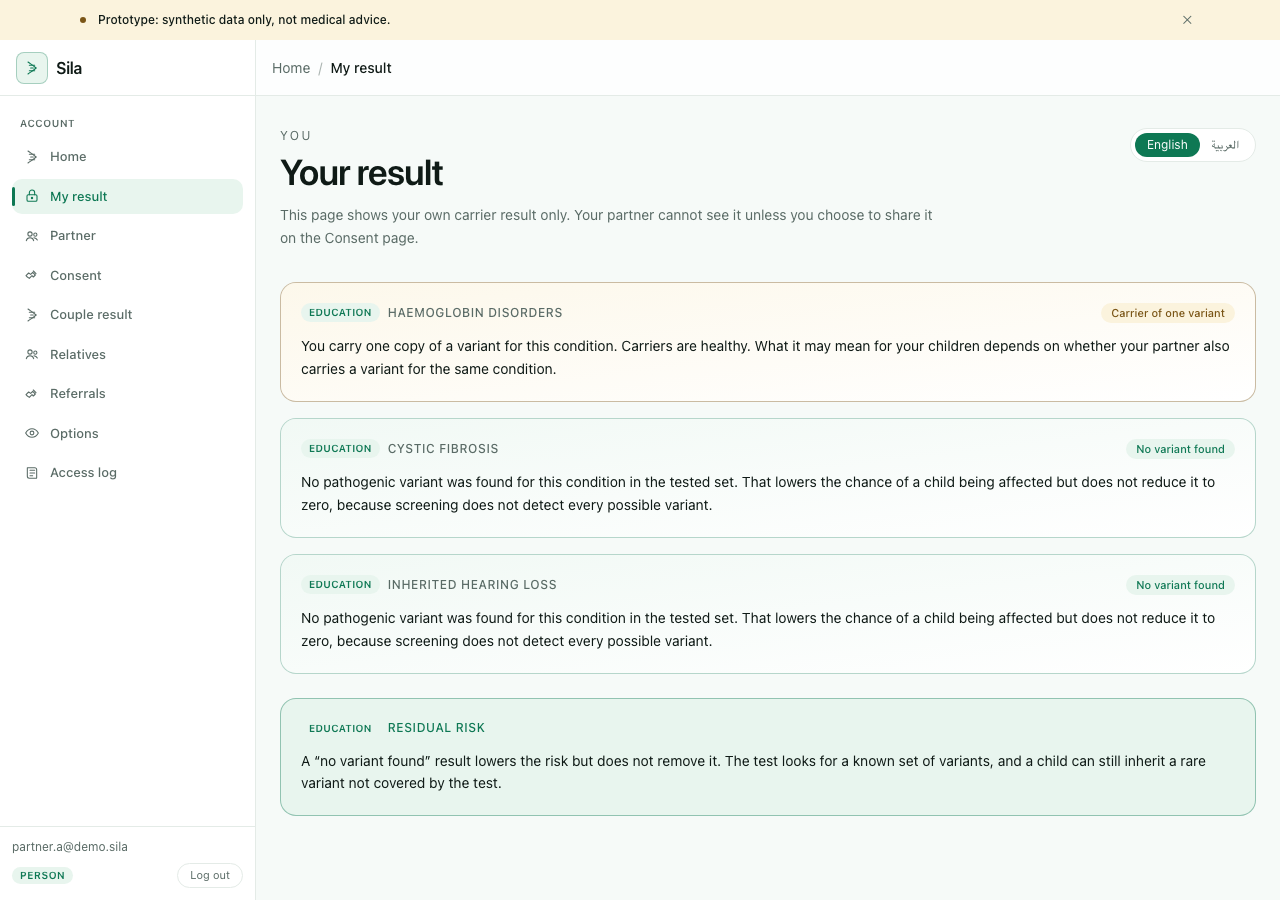 Prototype: synthetic data only, not medical advice.
Sila
Home / My result
ACCOUNT
Home
My result
Partner
Consent
Couple result
Relatives
Referrals
Options
Access log
partner.a@demo.sila
PERSON
Log out
YOU
English العربية
Your result
This page shows your own carrier result only. Your partner cannot see it unless you choose to share it
on the Consent page.
EDUCATION HAEMOGLOBIN DISORDERS Carrier of one variant
You carry one copy of a variant for this condition. Carriers are healthy. What it may mean for your children depends on whether your partner also
carries a variant for the same condition.
EDUCATION CYSTIC FIBROSIS No variant found
No pathogenic variant was found for this condition in the tested set. That lowers the chance of a child being affected but does not reduce it to
zero, because screening does not detect every possible variant.
EDUCATION INHERITED HEARING LOSS No variant found
No pathogenic variant was found for this condition in the tested set. That lowers the chance of a child being affected but does not reduce it to
zero, because screening does not detect every possible variant.
EDUCATION RESIDUAL RISK
A “no variant found” result lowers the risk but does not remove it. The test looks for a known set of variants, and a child can still inherit a rare
variant not covered by the test.